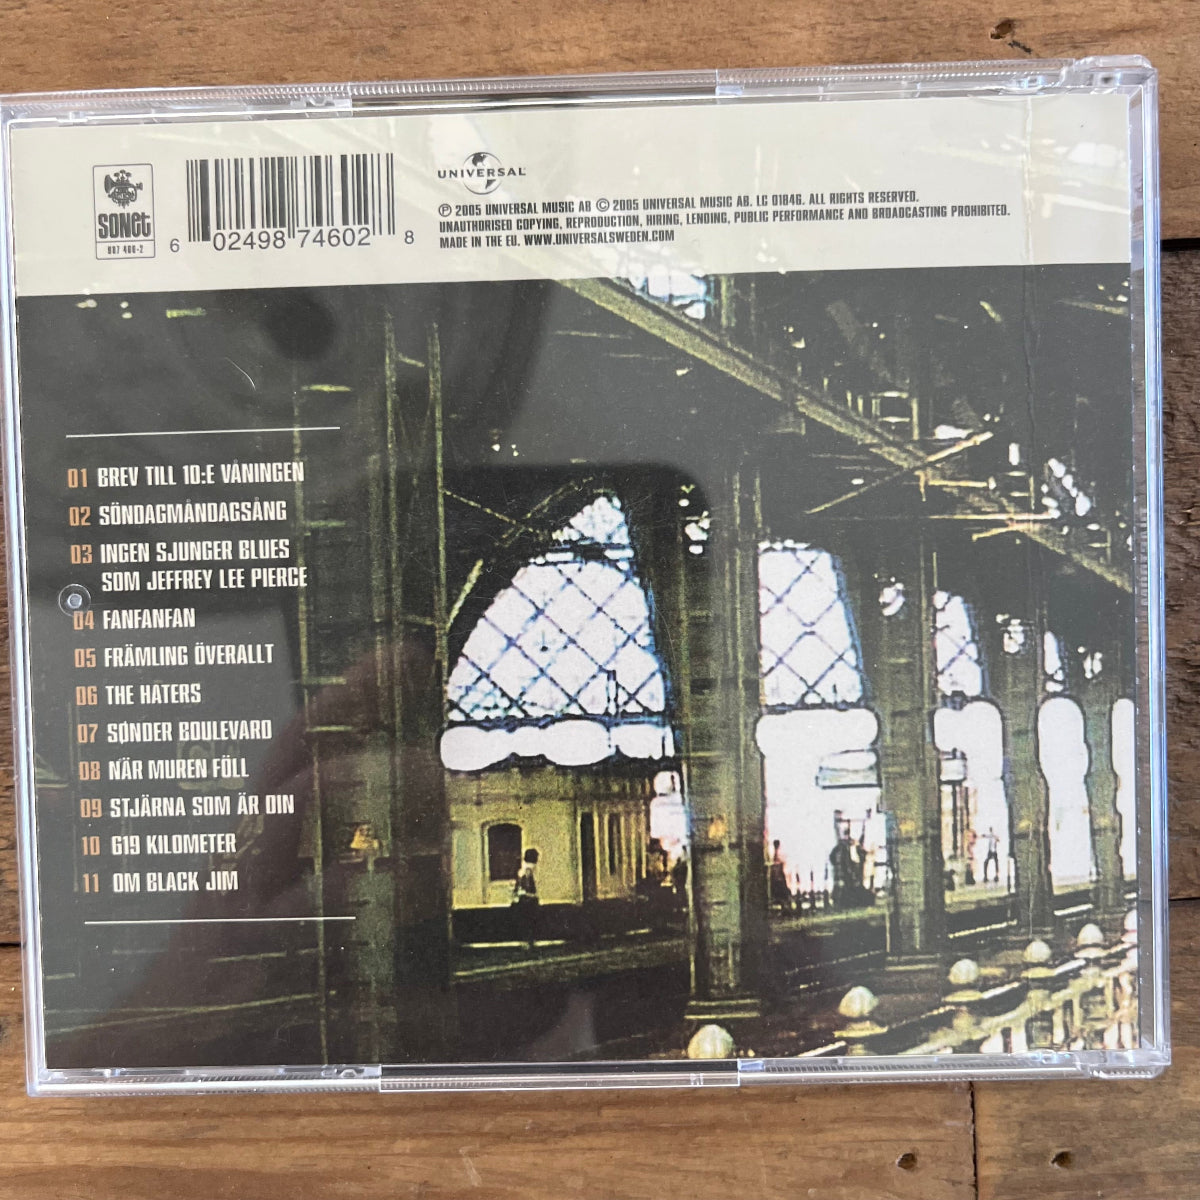 SONET
987 400-2
6 02498 74602 8
UNIVERSAL
Ⓟ 2005 UNIVERSAL MUSIC AB © 2005 UNIVERSAL MUSIC AB. LC 01846. ALL RIGHTS RESERVED.
UNAUTHORISED COPYING, REPRODUCTION, HIRING, LENDING, PUBLIC PERFORMANCE AND BROADCASTING PROHIBITED.
MADE IN THE EU. WWW.UNIVERSALSWEDEN.COM
01 BREV TILL 10:E VÅNINGEN
02 SÖNDAGMÅNDAGSÅNG
03 INGEN SJUNGER BLUES
SOM JEFFREY LEE PIERCE
04 FANFANFAN
05 FRÄMLING ÖVERALLT
06 THE HATERS
07 SØNDER BOULEVARD
08 NÄR MUREN FÖLL
09 STJÄRNA SOM ÄR DIN
10 G19 KILOMETER
11 OM BLACK JIM